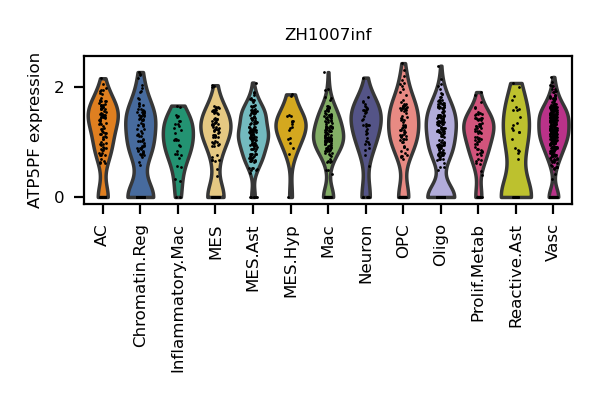 ZH1007inf
ATP5PF expression
2
0
AC
Chromatin.Reg
Inflammatory.Mac
MES
MES.Ast
MES.Hyp
Mac
Neuron
OPC
Oligo
Prolif.Metab
Reactive.Ast
Vasc